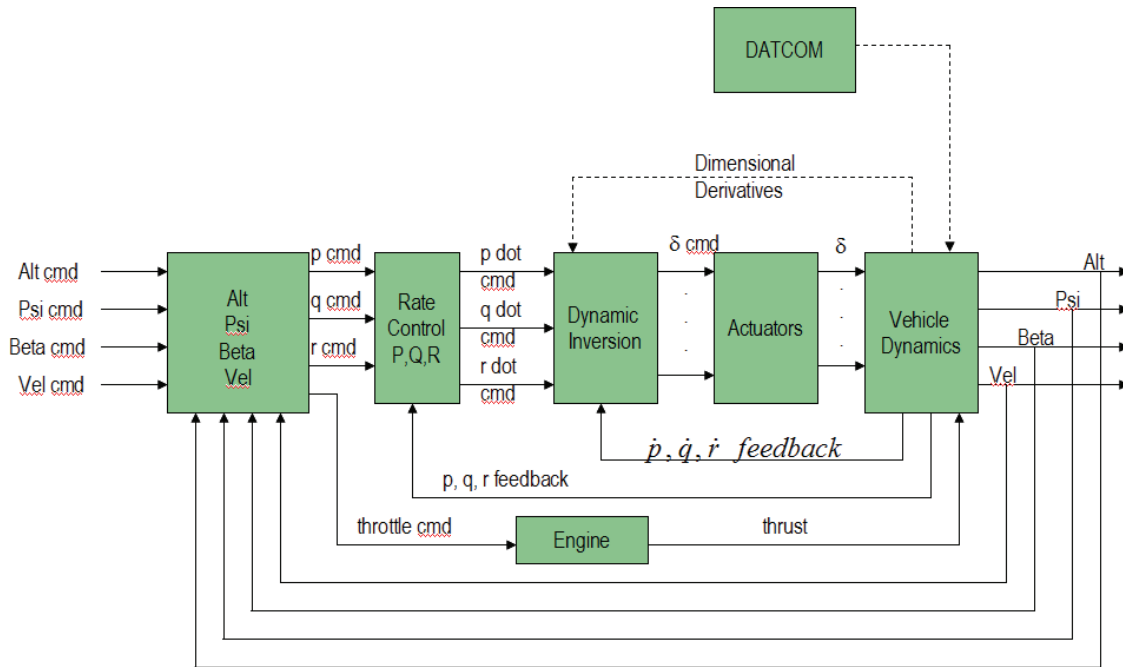 DATCOM
Dimensional
Derivatives
Alt cmd
Psi cmd
Beta cmd
Vel cmd
Alt
Psi
Beta
Vel
p cmd
q cmd
r cmd
Rate
Control
P,Q,R
p dot
cmd
q dot
cmd
r dot
cmd
Dynamic
Inversion
δ cmd
Actuators
δ
Vehicle
Dynamics
Alt
Psi
Beta
Vel
ṗ, q̇, ṙ feedback
p, q, r feedback
throttle cmd
Engine
thrust